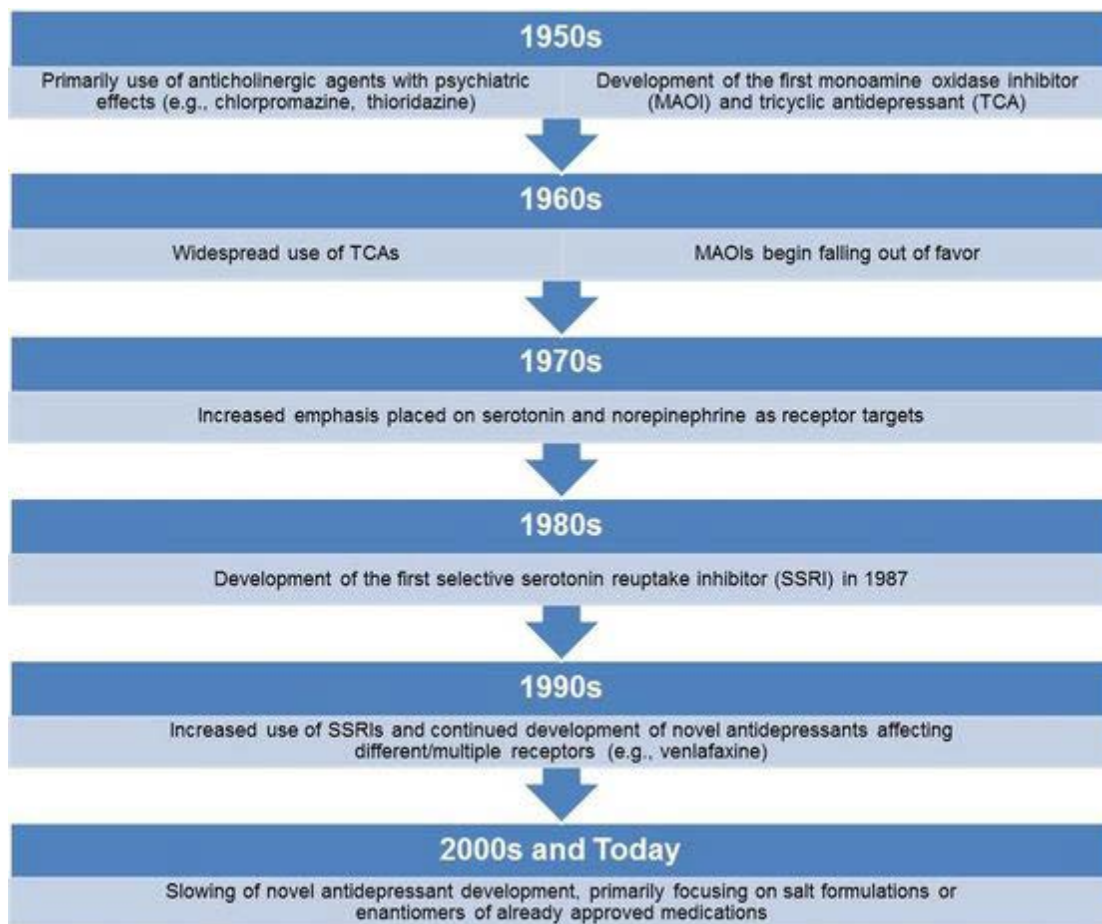 1950s
Primarily use of anticholinergic agents with psychiatric
effects (e.g., chlorpromazine, thioridazine)
Development of the first monoamine oxidase inhibitor
(MAOI) and tricyclic antidepressant (TCA)
1960s
Widespread use of TCAs
MAOIs begin falling out of favor
1970s
Increased emphasis placed on serotonin and norepinephrine as receptor targets
1980s
Development of the first selective serotonin reuptake inhibitor (SSRI) in 1987
1990s
Increased use of SSRIs and continued development of novel antidepressants affecting
different/multiple receptors (e.g., venlafaxine)
2000s and Today
Slowing of novel antidepressant development, primarily focusing on salt formulations or
enantiomers of already approved medications